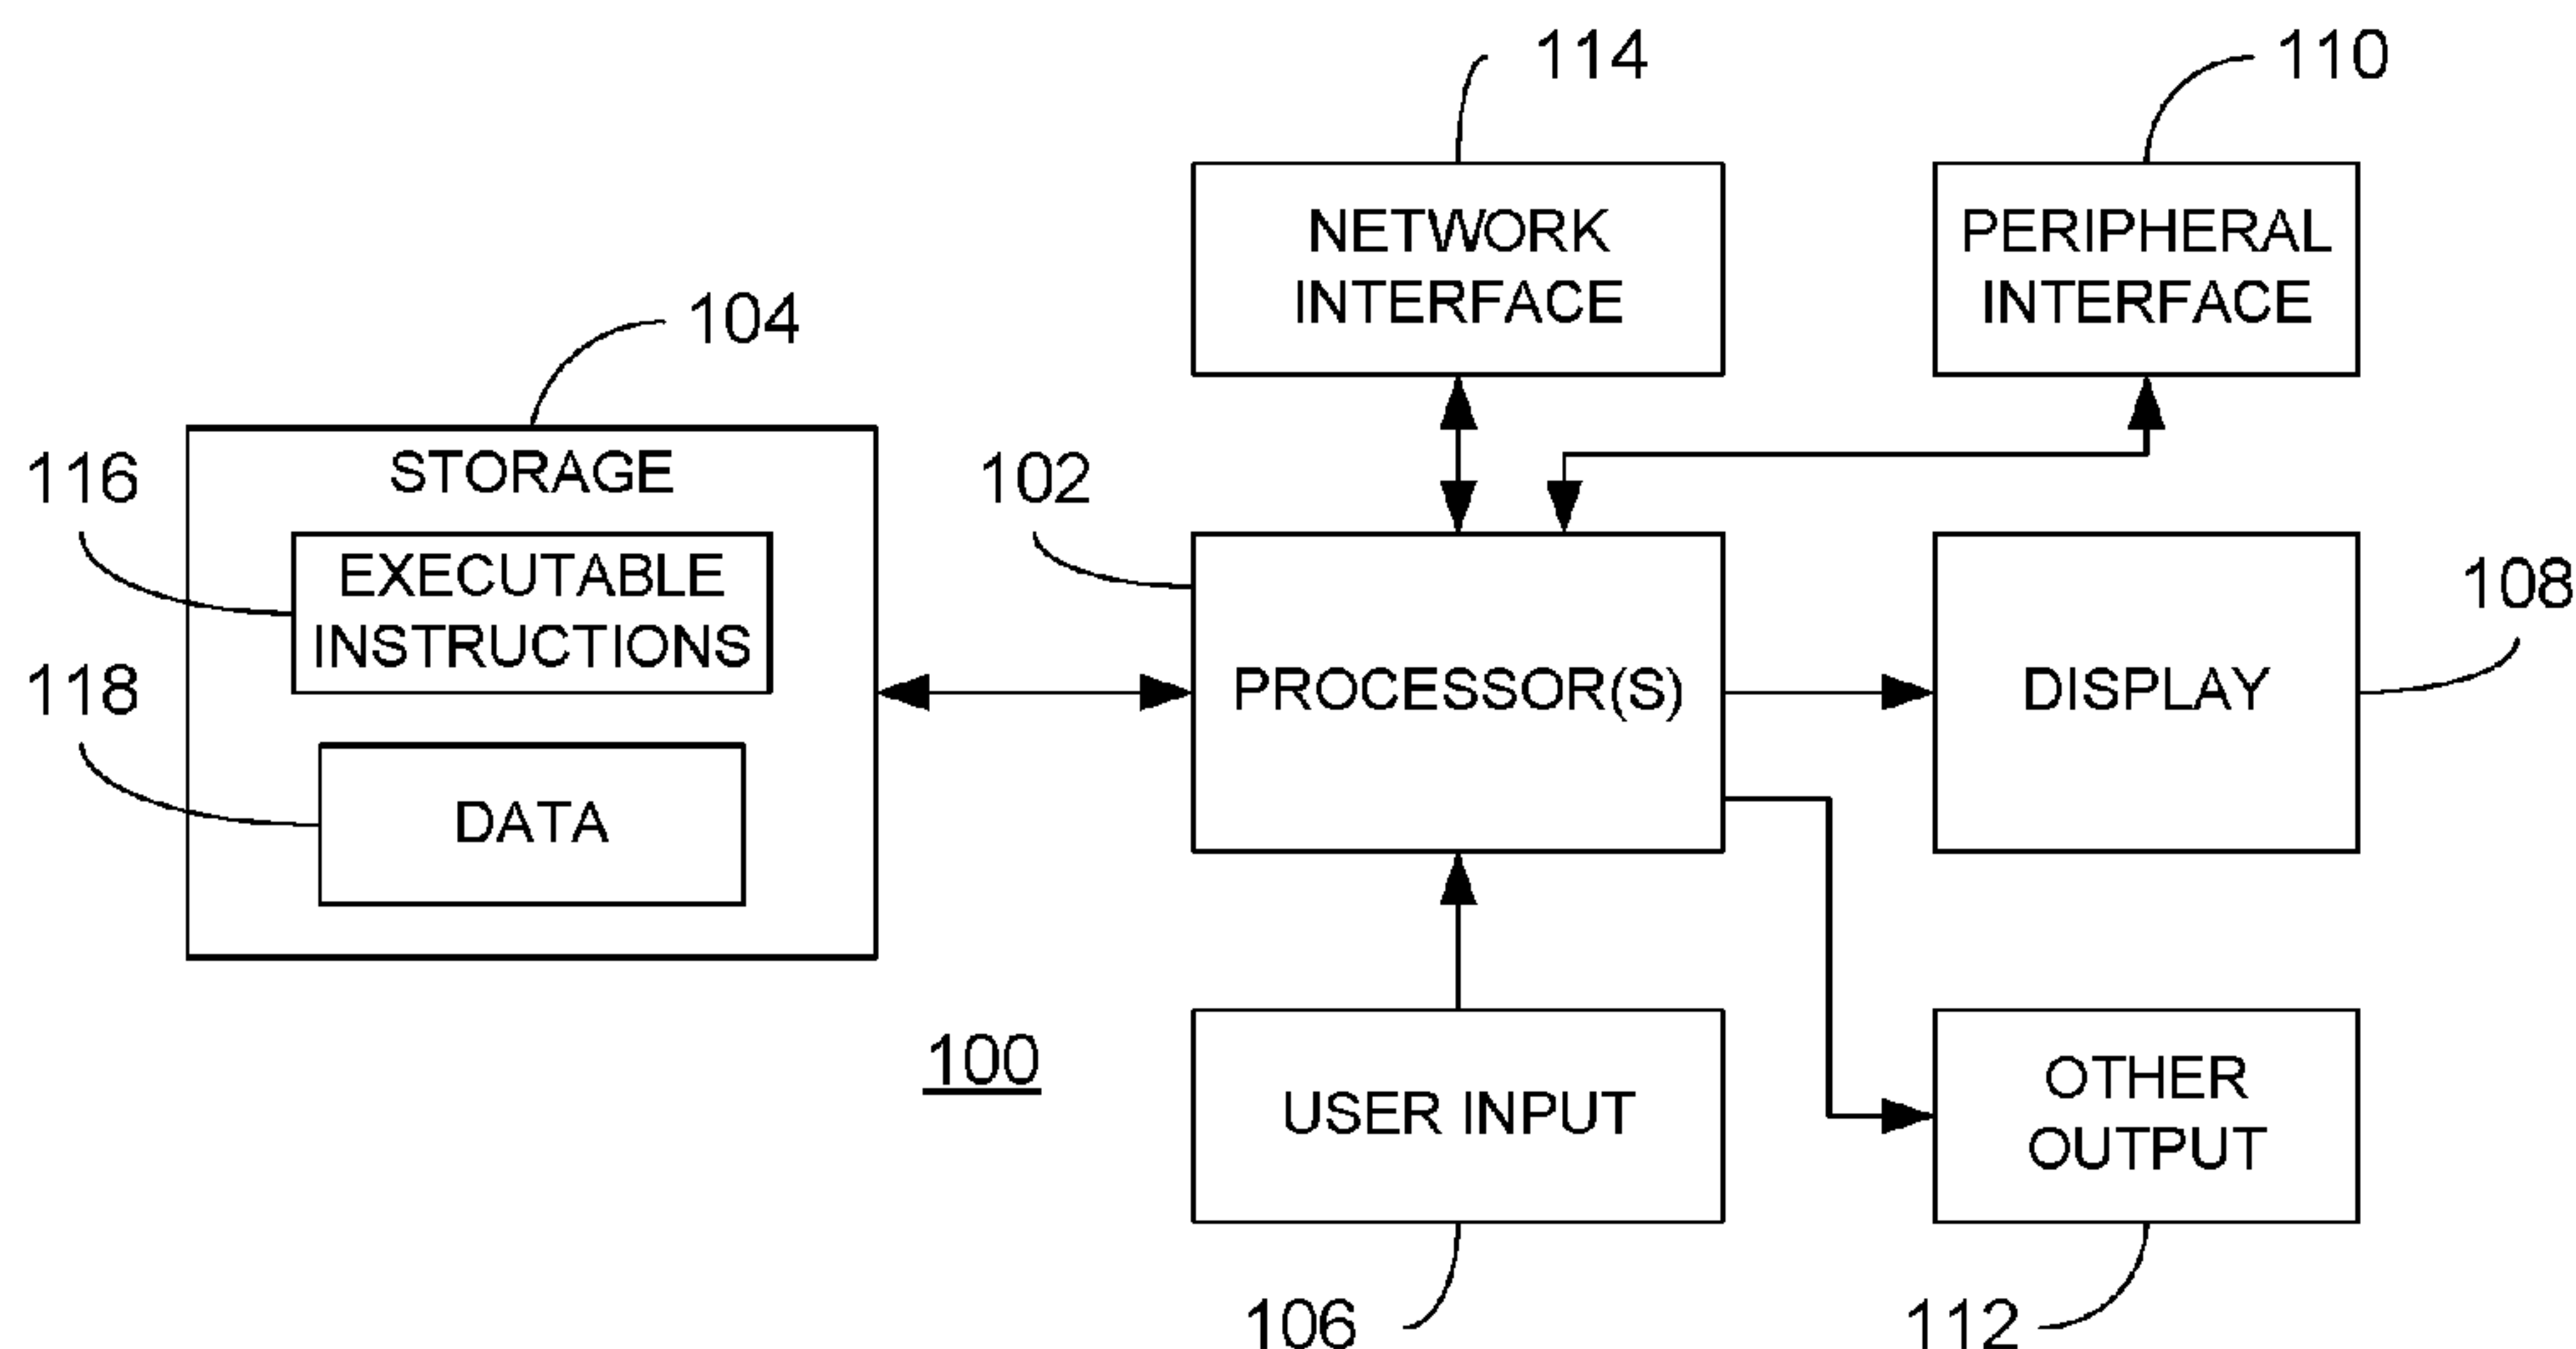 114
110
NETWORK
INTERFACE
PERIPHERAL
INTERFACE
104
STORAGE
116
EXECUTABLE
INSTRUCTIONS
118
DATA
102
PROCESSOR(S)
DISPLAY
108
100
USER INPUT
OTHER
OUTPUT
106
112